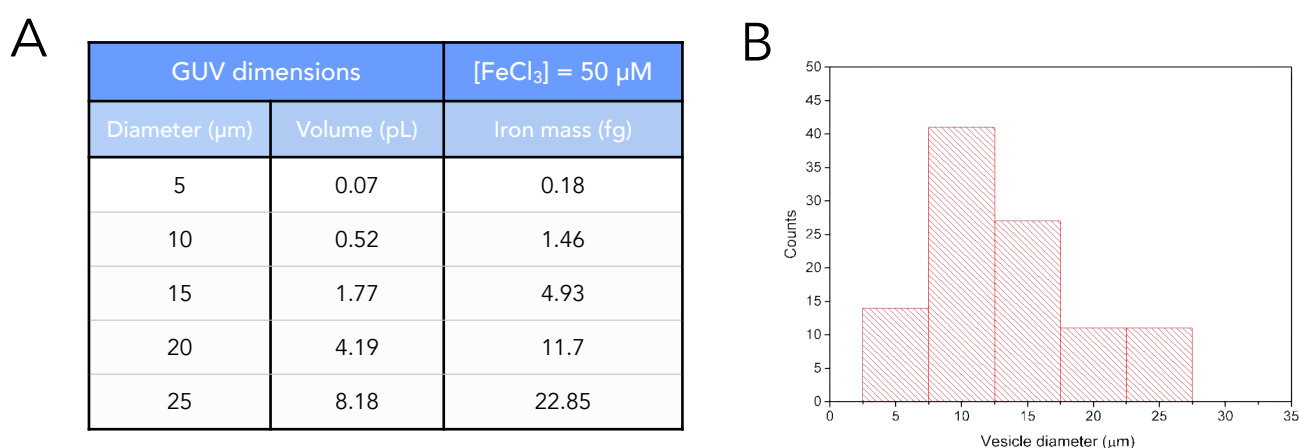 A
GUV dimensions [FeCl₃] = 50 µM
Diameter (µm) Volume (pL) Iron mass (fg)
5 0.07 0.18
10 0.52 1.46
15 1.77 4.93
20 4.19 11.7
25 8.18 22.85
B
50
45
40
35
30
25
20
15
10
5
0
Counts
0 5 10 15 20 25 30 35
Vesicle diameter (µm)